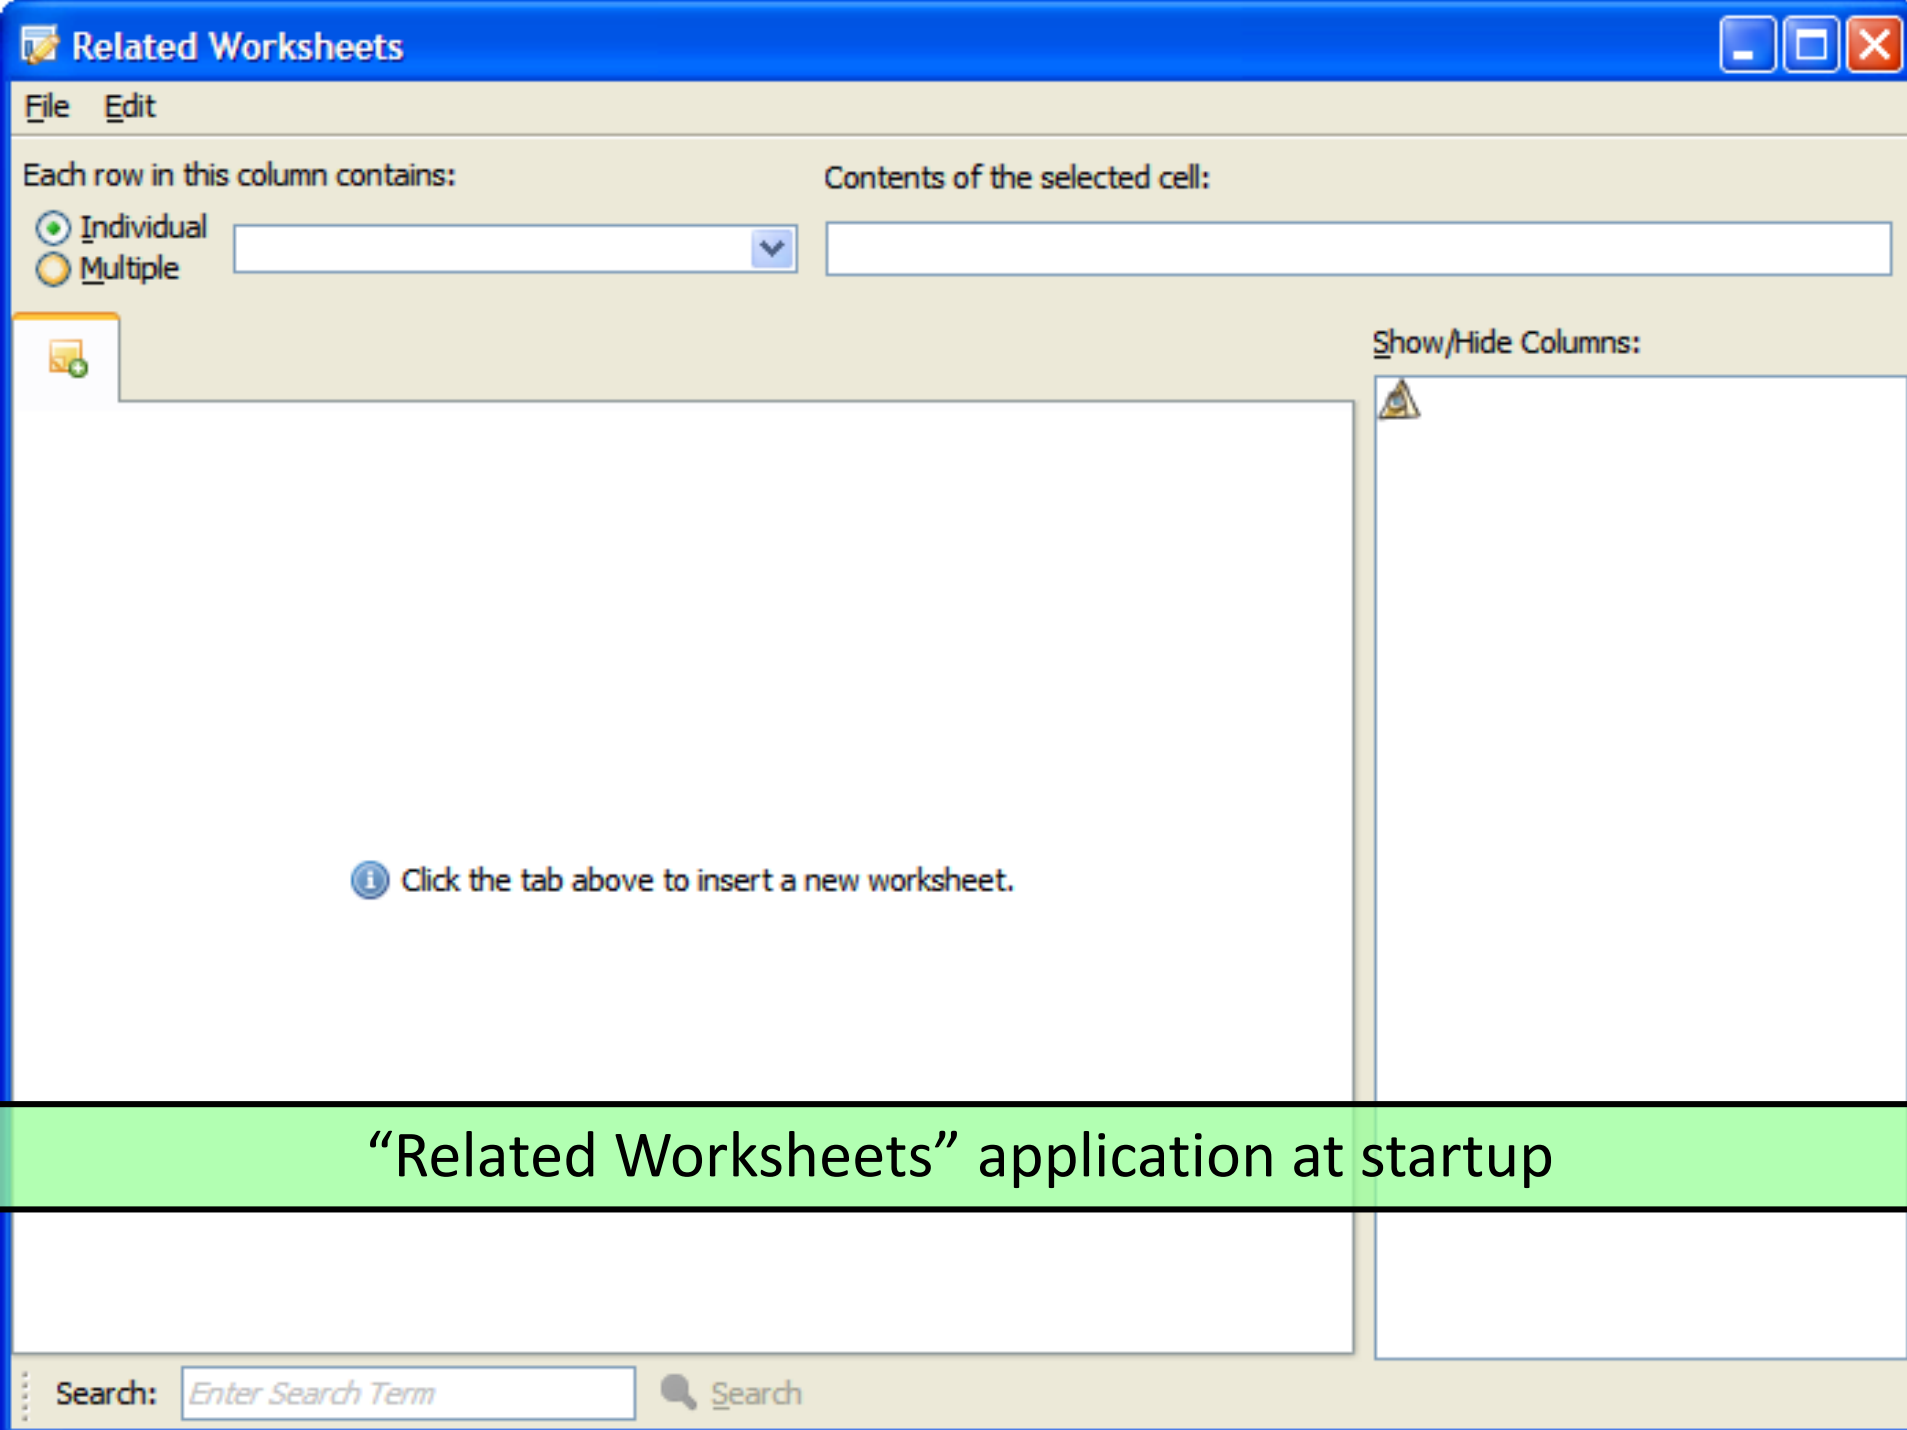 Related Worksheets
File Edit
Each row in this column contains:
Contents of the selected cell:
Individual
Multiple
Show/Hide Columns:
Click the tab above to insert a new worksheet.
“Related Worksheets” application at startup
Search: Enter Search Term Search